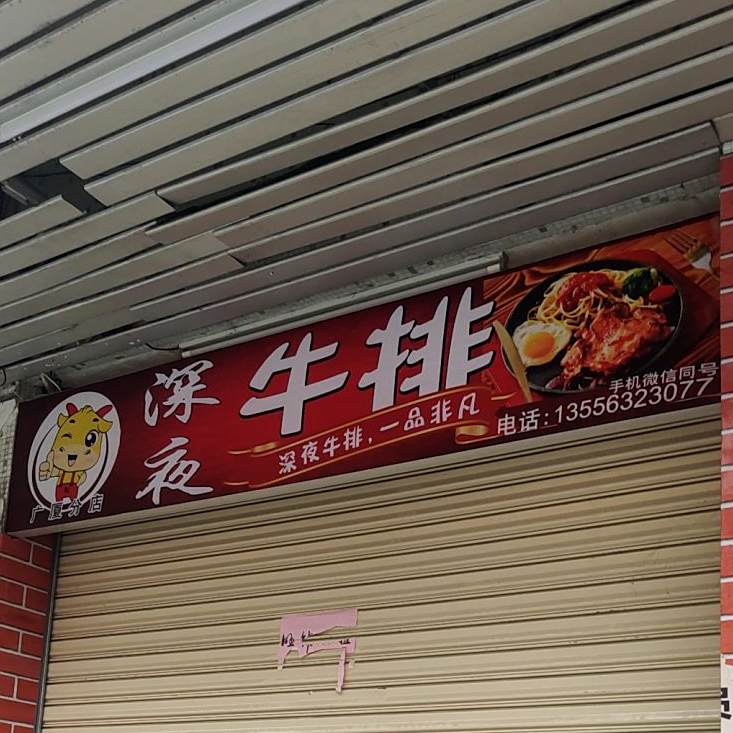 深夜
牛排
深夜牛排,一品非凡
手机微信同号
电话:13556323077
广厦分店